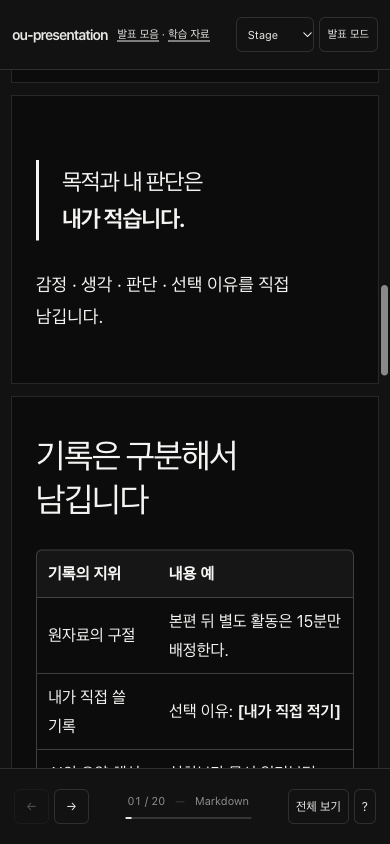 ou-presentation 발표 모음 · 학습 자료 Stage 발표 모드
목적과 내 판단은
내가 적습니다.
감정 · 생각 · 판단 · 선택 이유를 직접
남깁니다.
기록은 구분해서
남깁니다
기록의 지위 내용 예
원자료의 구절 본편 뒤 별도 활동은 15분만
배정한다.
내가 직접 쓸
기록
선택 이유: [내가 직접 적기]
← → 01 / 20 — Markdown 전체 보기 ?